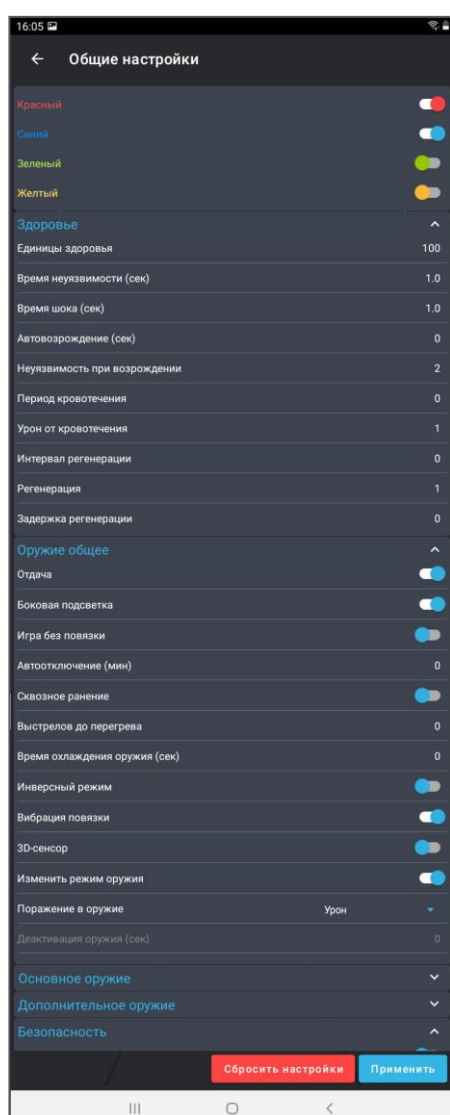 16:05
Общие настройки
Красный
Синий
Зеленый
Желтый
Здоровье
Единицы здоровья 100
Время неуязвимости (сек) 1.0
Время шока (сек) 1.0
Автовозрождение (сек) 0
Неуязвимость при возрождении 2
Период кровотечения 0
Урон от кровотечения 1
Интервал регенерации 0
Регенерация 1
Задержка регенерации 0
Оружие общее
Отдача
Боковая подсветка
Игра без повязки
Автоотключение (мин) 0
Сквозное ранение
Выстрелов до перегрева 0
Время охлаждения оружия (сек) 0
Инверсный режим
Вибрация повязки
3D-сенсор
Изменить режим оружия
Поражение в оружие Урон
Деактивация оружия (сек) 0
Основное оружие
Дополнительное оружие
Безопасность
Сбросить настройки Применить